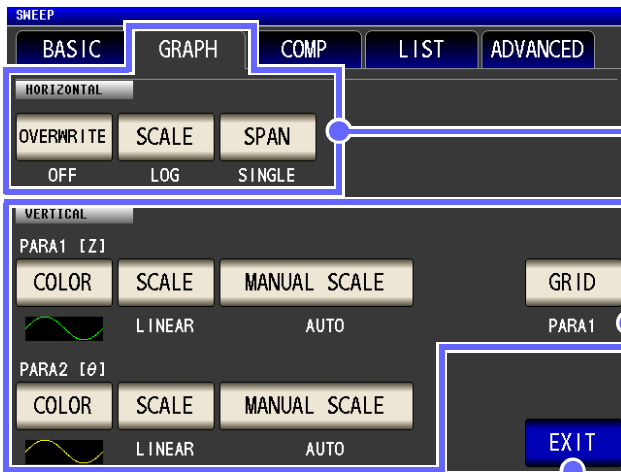 SWEEP
BASIC GRAPH COMP LIST ADVANCED
HORIZONTAL
OVERWRITE SCALE SPAN
OFF LOG SINGLE
VERTICAL
PARA1 [Z]
COLOR SCALE MANUAL SCALE GRID
LINEAR AUTO PARA1
PARA2 [θ]
COLOR SCALE MANUAL SCALE
LINEAR AUTO
EXIT